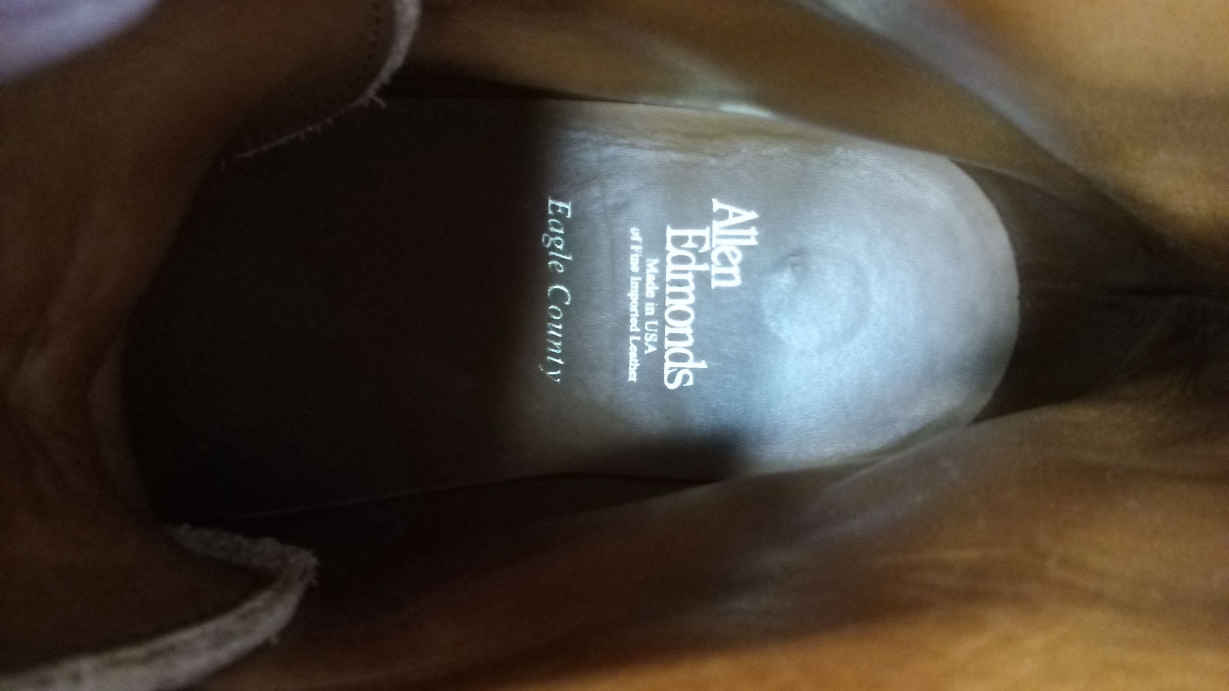 Allen
Edmonds
Made in USA
of Fine Imported Leather
Eagle County